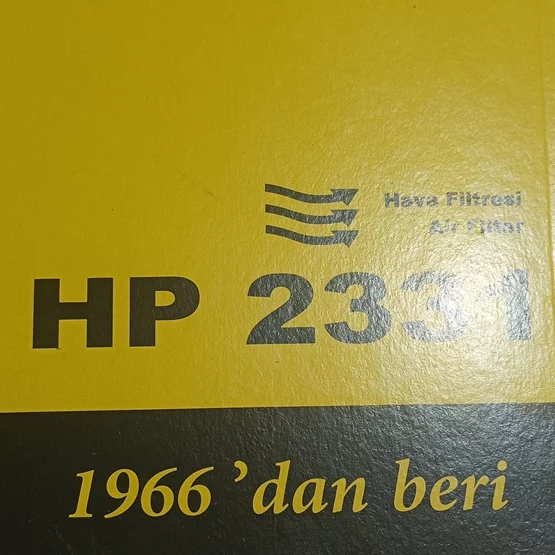 Hava Filtresi
Air Filter
HP 2331
1966 'dan beri